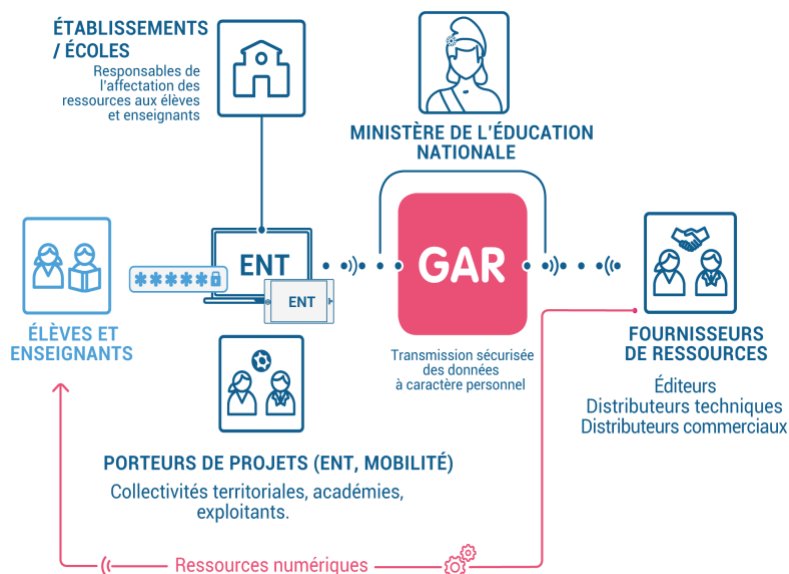 ÉTABLISSEMENTS
/ ÉCOLES
Responsables de
l'affectation des
ressources aux élèves
et enseignants
MINISTÈRE DE L'ÉDUCATION
NATIONALE
*****
ENT
ENT
GAR
ÉLÈVES ET
ENSEIGNANTS
Transmission sécurisée
des données
à caractère personnel
FOURNISSEURS
DE RESSOURCES
Éditeurs
Distributeurs techniques
Distributeurs commerciaux
PORTEURS DE PROJETS (ENT, MOBILITÉ)
Collectivités territoriales, académies,
exploitants.
Ressources numériques